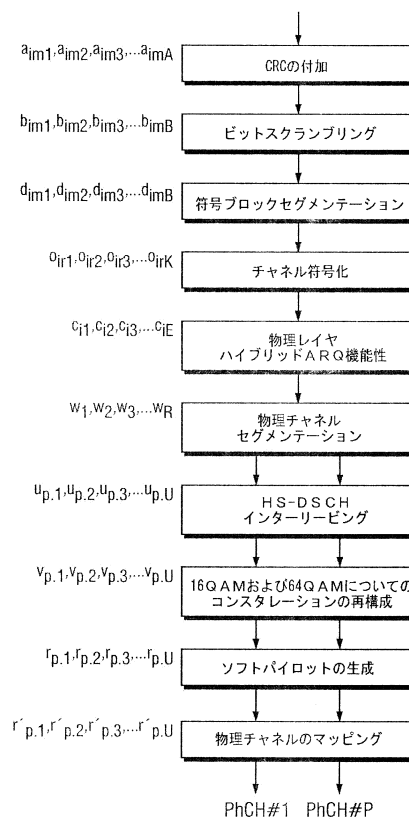 a_im1,a_im2,a_im3,...a_imA
CRCの付加
b_im1,b_im2,b_im3,...b_imB
ビットスクランブリング
d_im1,d_im2,d_im3,...d_imB
符号ブロックセグメンテーション
o_ir1,o_ir2,o_ir3,...o_irK
チャネル符号化
c_i1,c_i2,c_i3,...c_iE
物理レイヤ
ハイブリッドARQ機能性
w_1,w_2,w_3,...w_R
物理チャネル
セグメンテーション
u_p.1,u_p.2,u_p.3,...u_p.U
HS-DSCH
インターリービング
v_p.1,v_p.2,v_p.3,...v_p.U
16QAMおよび64QAMについての
コンスタレーションの再構成
r_p.1,r_p.2,r_p.3,...r_p.U
ソフトパイロットの生成
r´_p.1,r´_p.2,r´_p.3,...r´_p.U
物理チャネルのマッピング
PhCH#1 PhCH#P